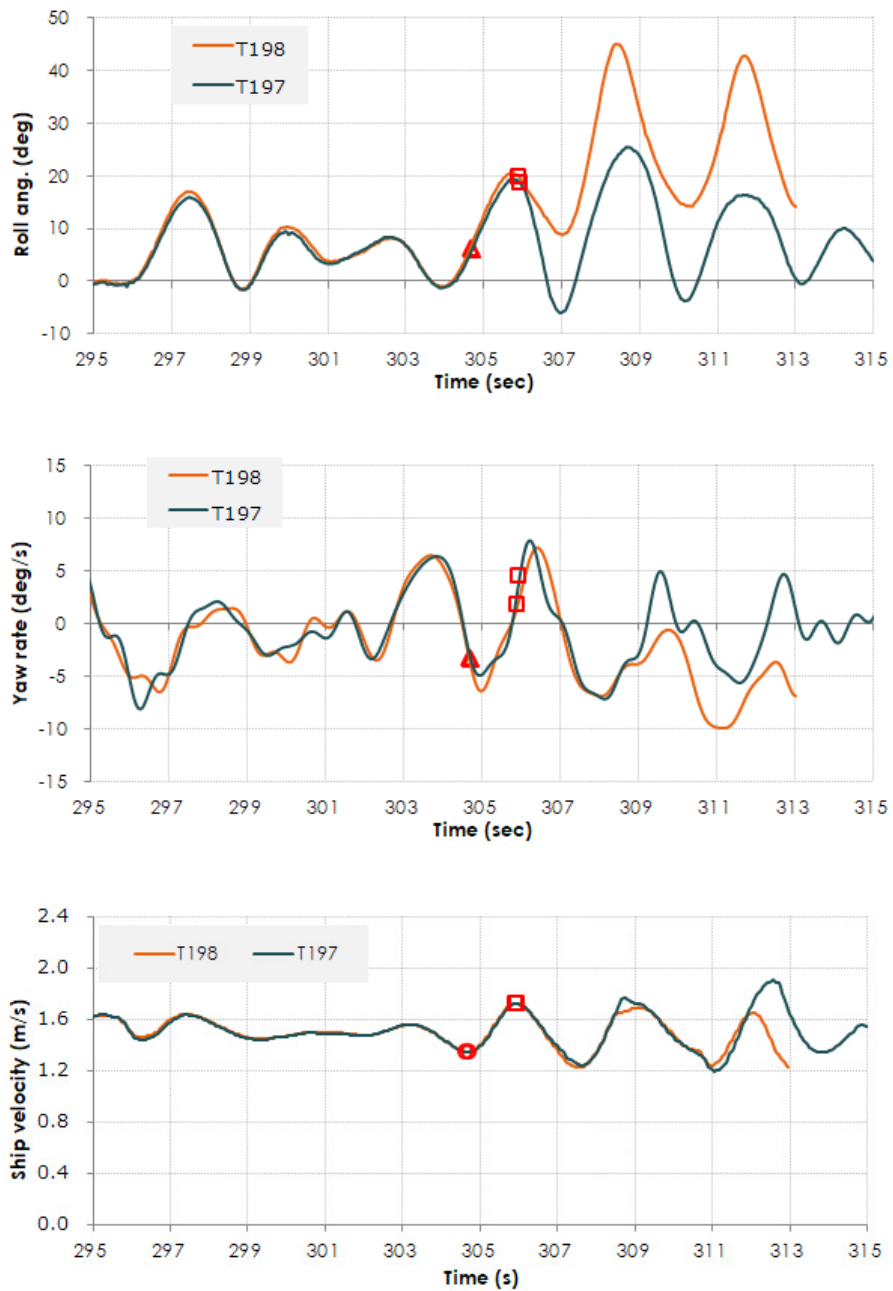 50
40
30
20
10
0
-10
Roll ang. (deg)
T198
T197
295 297 299 301 303 305 307 309 311 313 315
Time (sec)
15
10
5
0
-5
-10
-15
Yaw rate (deg/s)
T198
T197
295 297 299 301 303 305 307 309 311 313 315
Time (sec)
2.4
2.0
1.6
1.2
0.8
0.4
0.0
Ship velocity (m/s)
T198 T197
295 297 299 301 303 305 307 309 311 313 315
Time (s)